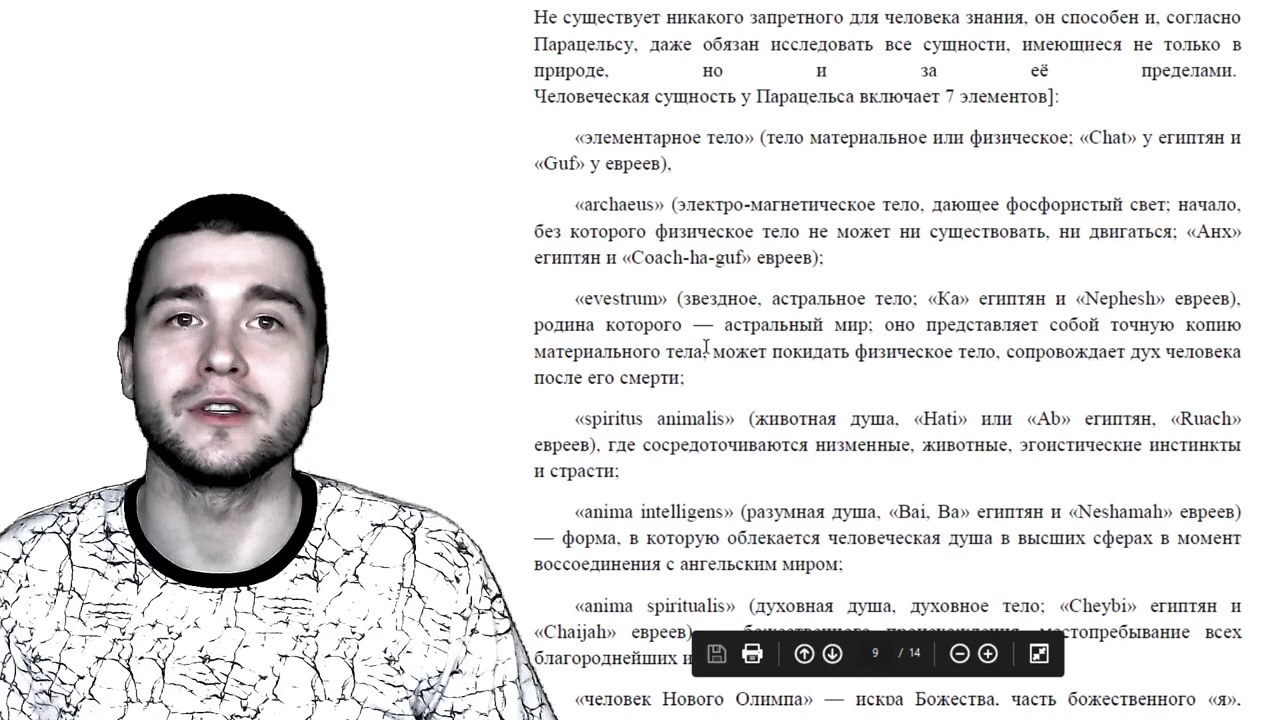 Не существует никакого запретного для человека знания, он способен и, согласно
Парацельсу, даже обязан исследовать все сущности, имеющиеся не только в
природе, но и за её пределами.
Человеческая сущность у Парацельса включает 7 элементов]:
«элементарное тело» (тело материальное или физическое; «Chat» у египтян и
«Guf» у евреев),
«archaeus» (электро-магнетическое тело, дающее фосфористый свет; начало,
без которого физическое тело не может ни существовать, ни двигаться; «Анх»
египтян и «Coach-ha-guf» евреев);
«evestrum» (звездное, астральное тело; «Ка» египтян и «Nephesh» евреев),
родина которого — астральный мир; оно представляет собой точную копию
материального тела, может покидать физическое тело, сопровождает дух человека
после его смерти;
«spiritus animalis» (животная душа, «Hati» или «Ab» египтян, «Ruach»
евреев), где сосредоточиваются низменные, животные, эгоистические инстинкты
и страсти;
«anima intelligens» (разумная душа, «Bai, Ba» египтян и «Neshamah» евреев)
— форма, в которую облекается человеческая душа в высших сферах в момент
воссоединения с ангельским миром;
«anima spiritualis» (духовная душа, духовное тело; «Cheybi» египтян и
«Chaijah» евреев) местопребывание всех
благороднейших
«человек Нового Олимпа» — искра Божества, часть божественного «я»,
9 / 14